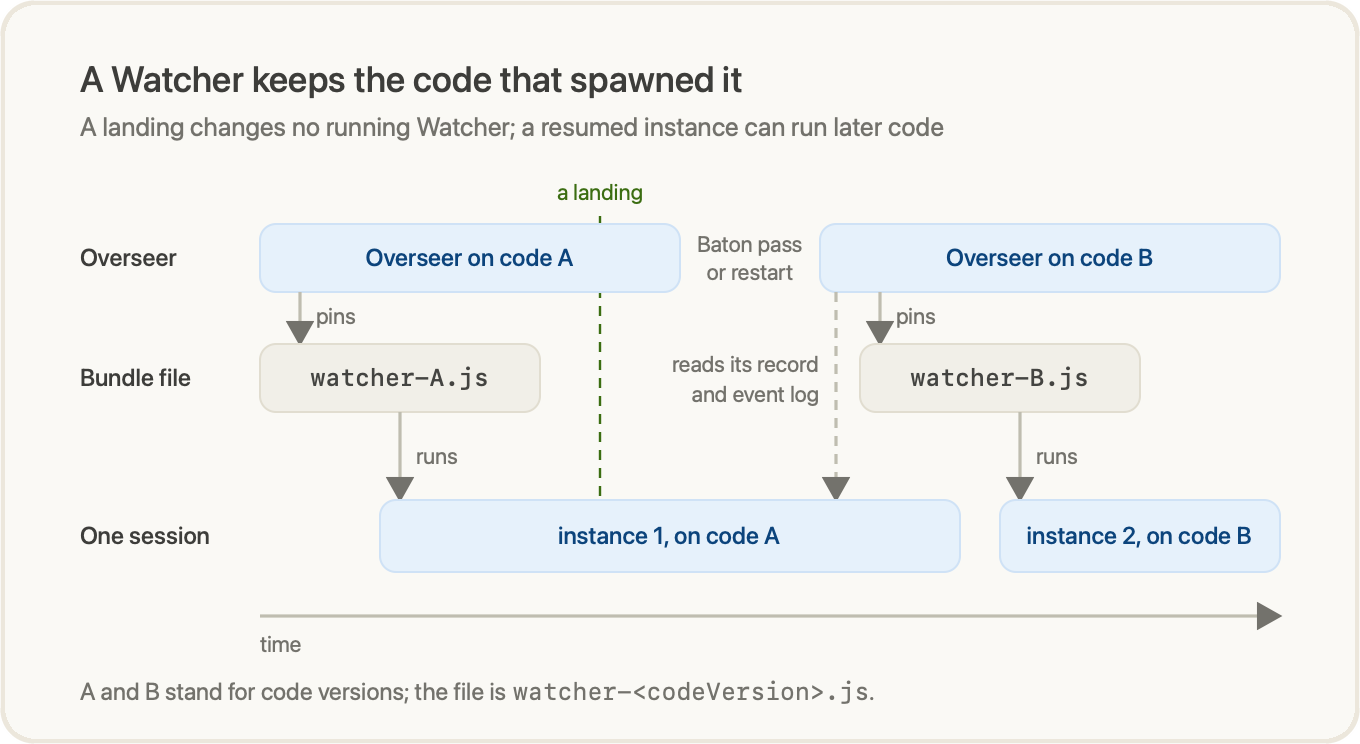 A Watcher keeps the code that spawned it
A landing changes no running Watcher; a resumed instance can run later code
a landing
Overseer
Overseer on code A
Baton pass
or restart
Overseer on code B
pins
pins
Bundle file
watcher-A.js
reads its record
and event log
watcher-B.js
runs
runs
One session
instance 1, on code A
instance 2, on code B
time
A and B stand for code versions; the file is watcher-<codeVersion>.js.